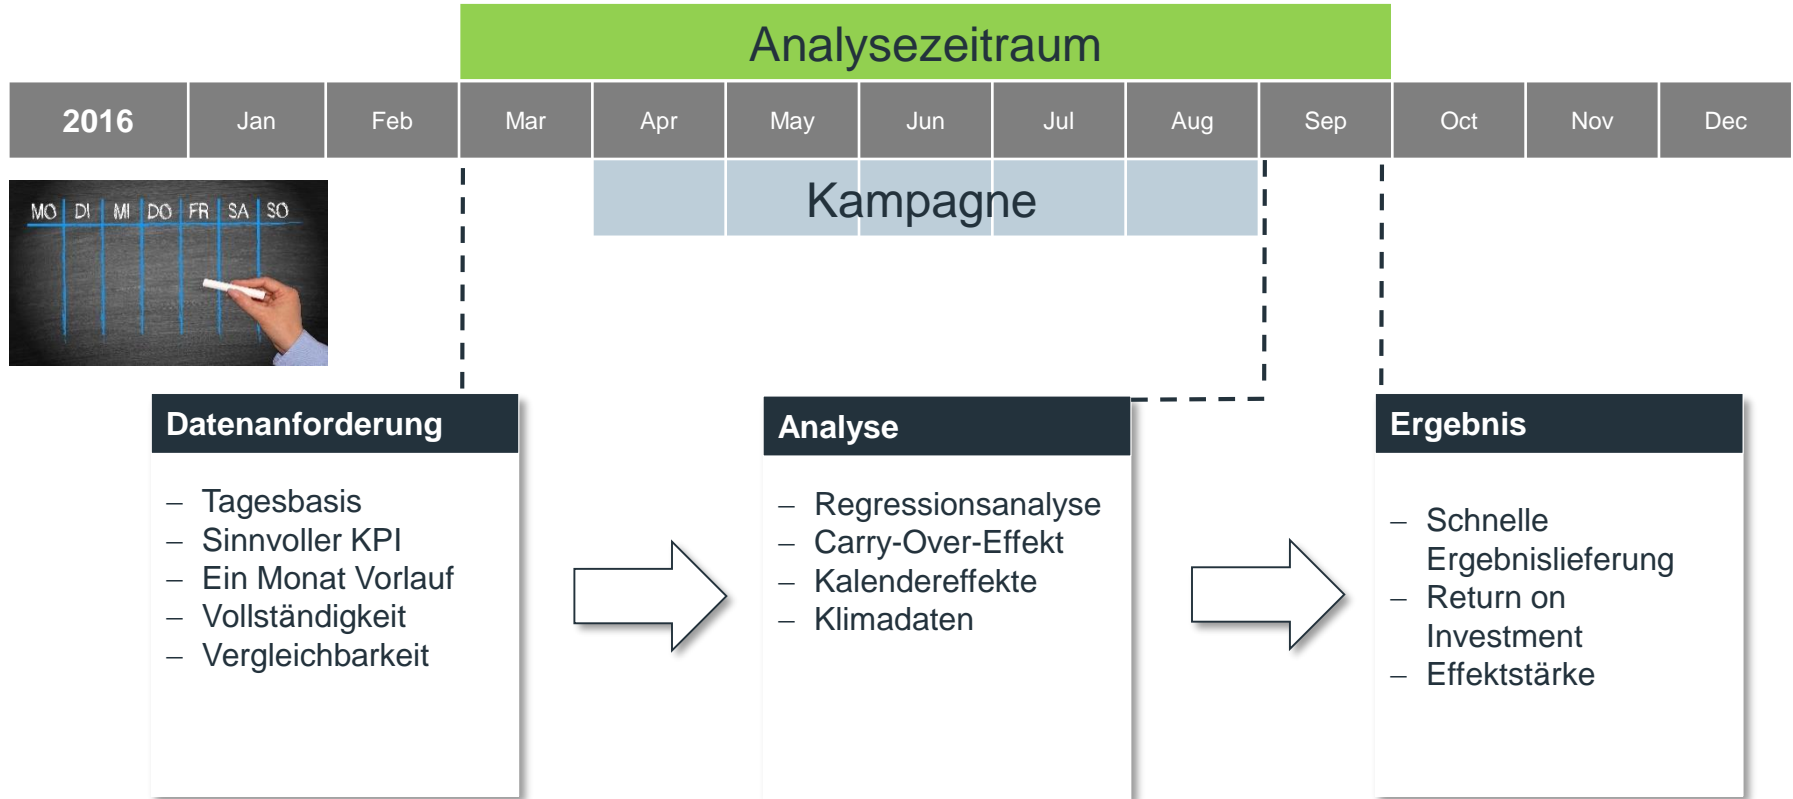 Analysezeitraum
2016 Jan Feb Mar Apr May Jun Jul Aug Sep Oct Nov Dec
Kampagne
MO DI MI DO FR SA SO
Datenanforderung
– Tagesbasis
– Sinnvoller KPI
– Ein Monat Vorlauf
– Vollständigkeit
– Vergleichbarkeit
Analyse
– Regressionsanalyse
– Carry-Over-Effekt
– Kalendereffekte
– Klimadaten
Ergebnis
– Schnelle
Ergebnislieferung
– Return on
Investment
– Effektstärke